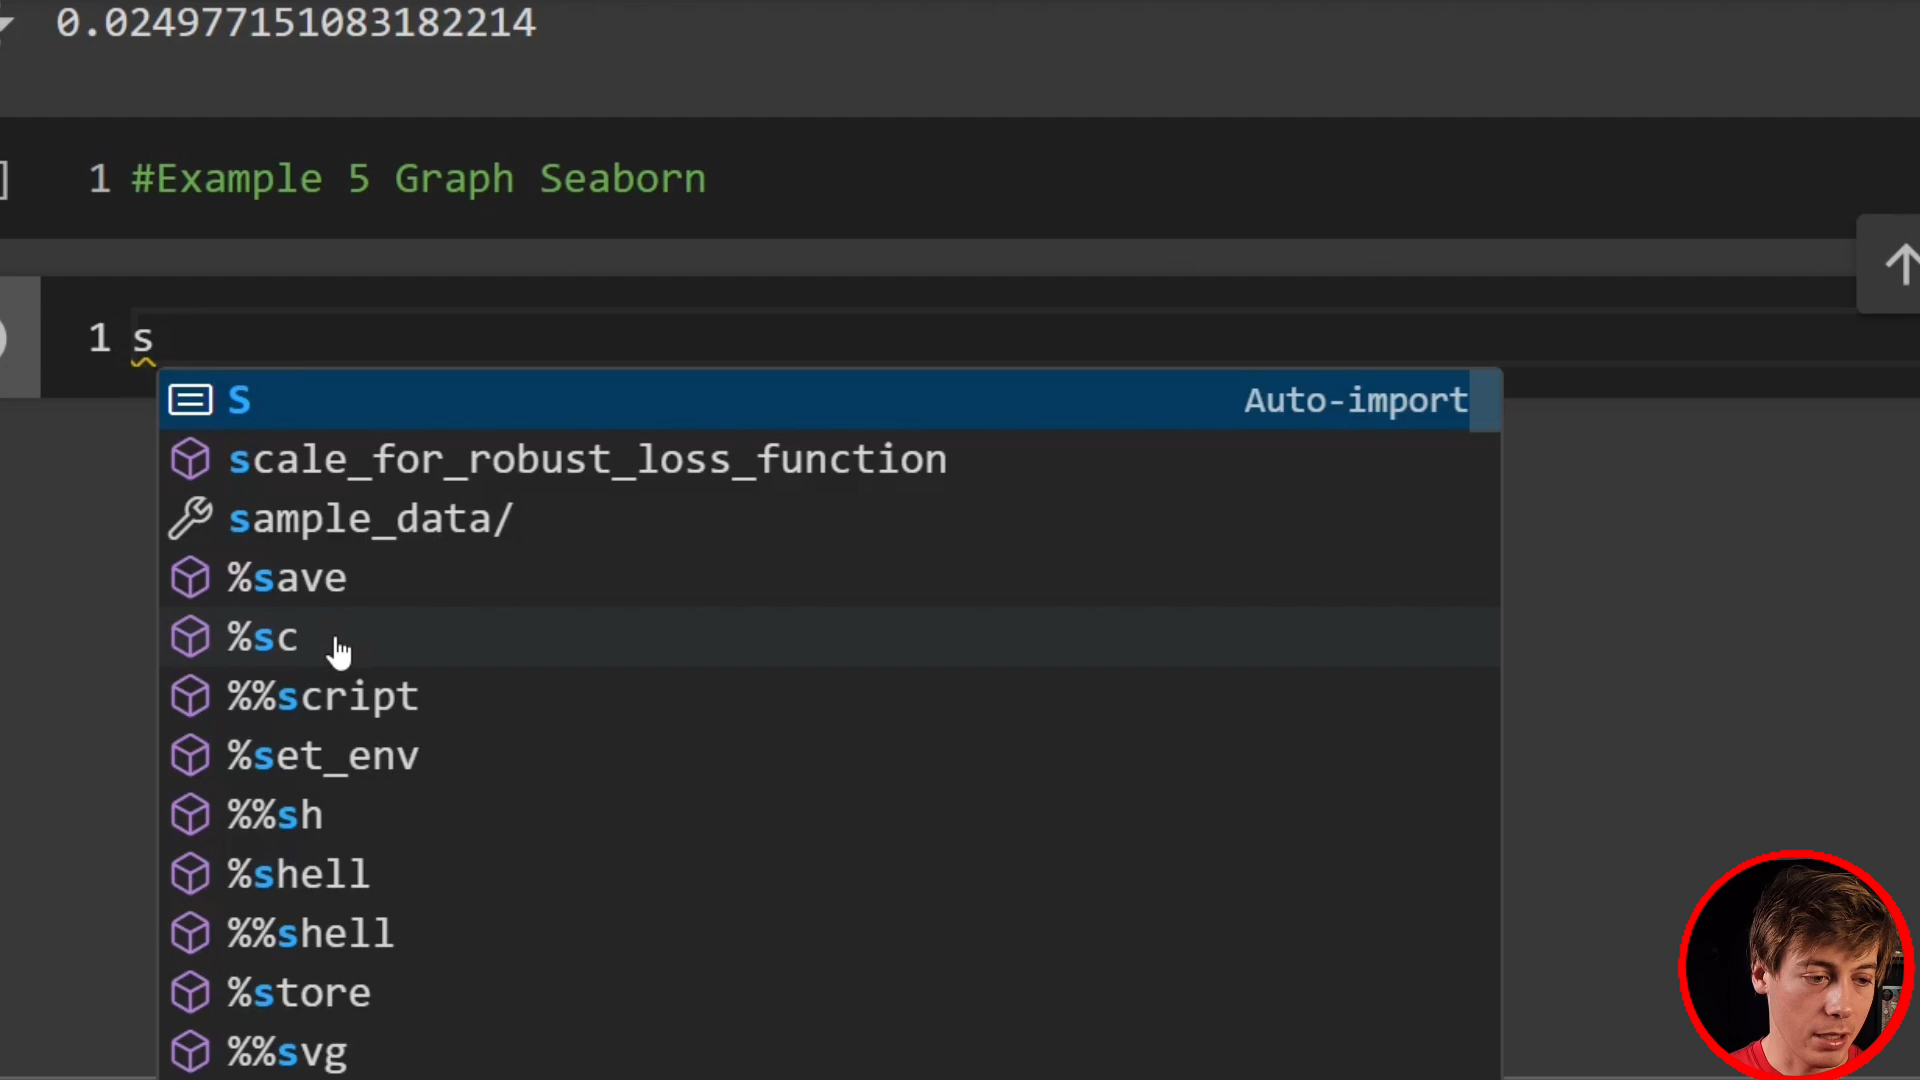 0.024977151083182214
] 1 #Example 5 Graph Seaborn
1 s
S Auto-import
scale_for_robust_loss_function
sample_data/
%save
%sc
%%script
%set_env
%%sh
%shell
%%shell
%store
%%svg